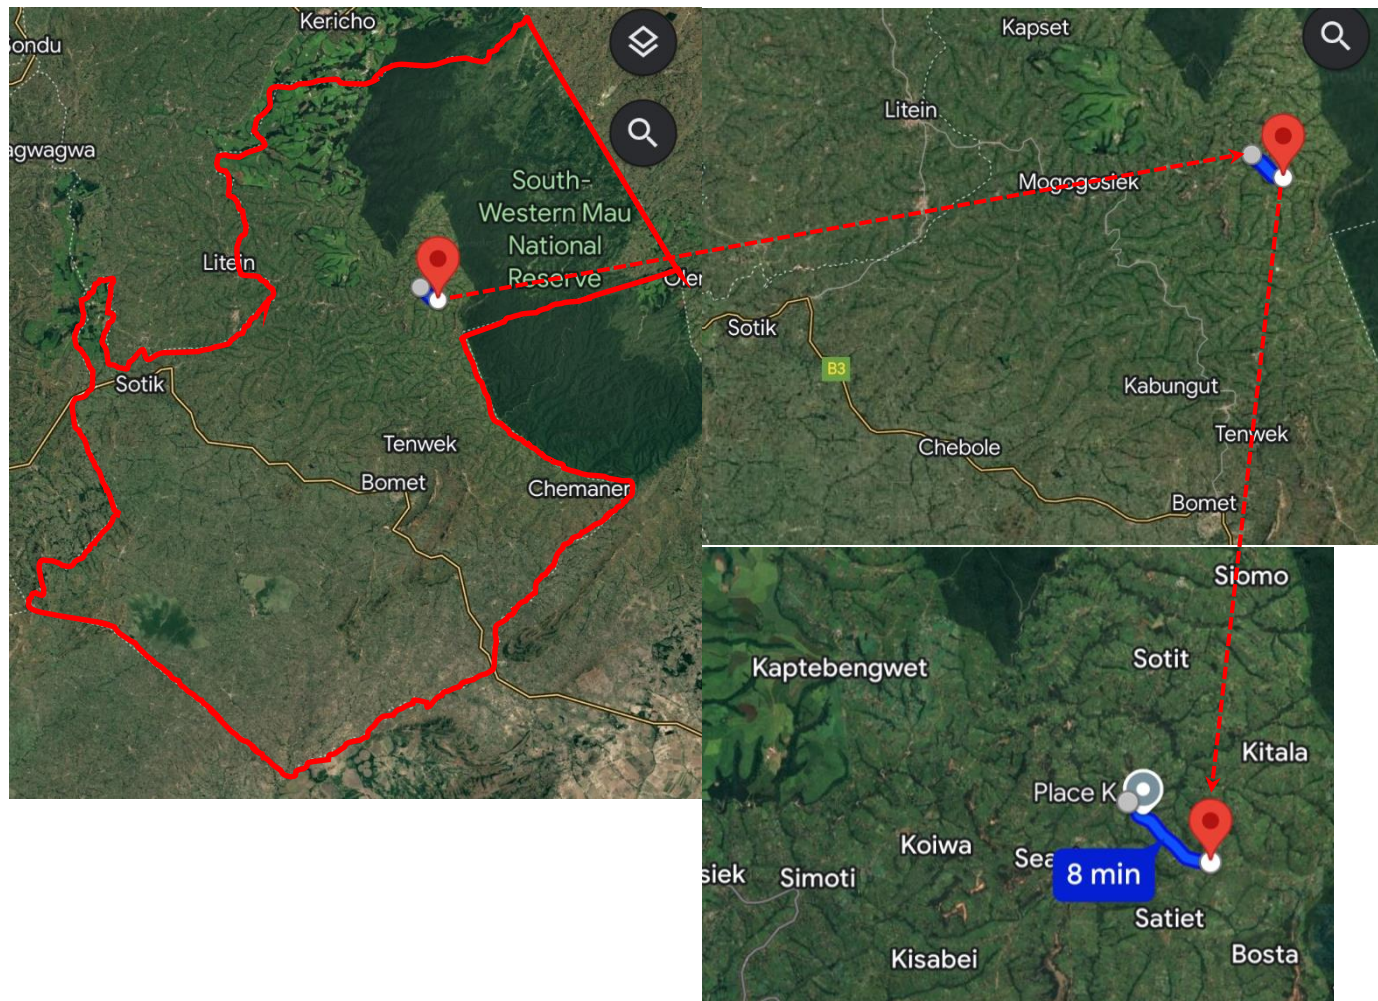 Kericho
ondu
agwagwa
South-
Western Mau
National
Reserve
Litein
Sotik
Tenwek
Bomet
Chemaner
Kapset
Litein
Mogogosiek
Sotik
B3
Kabungut
Chebole
Tenwek
Bomet
Siomo
Kaptebengwet
Sotit
Kitala
Place K
Koiwa
Sea
8 min
siek
Simoti
Satiet
Kisabei
Bosta